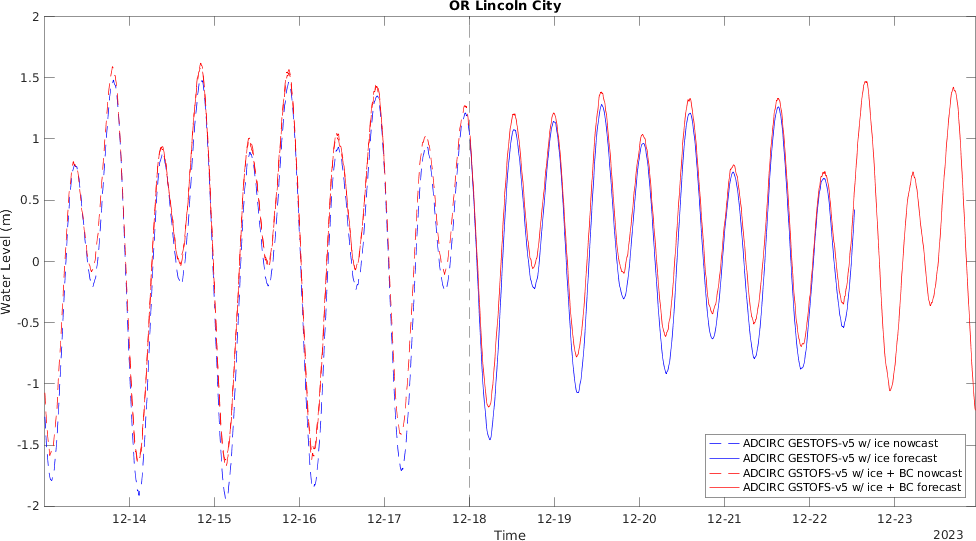 OR Lincoln City
Water Level (m)
2
1.5
1
0.5
0
-0.5
-1
-1.5
-2
12-14
12-15
12-16
12-17
12-18
12-19
12-20
12-21
12-22
12-23
Time
2023
ADCIRC GESTOFS-v5 w/ ice nowcast
ADCIRC GESTOFS-v5 w/ ice forecast
ADCIRC GSTOFS-v5 w/ ice + BC nowcast
ADCIRC GSTOFS-v5 w/ ice + BC forecast